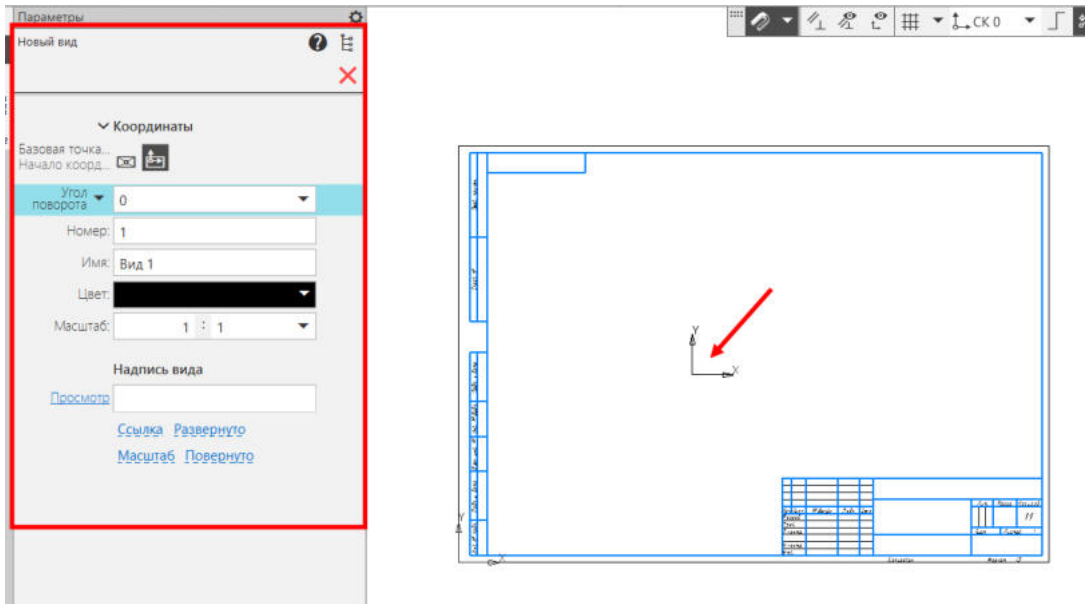 Параметры
Новый вид
Координаты
Базовая точка...
Начало коорд...
Угол поворота 0
Номер: 1
Имя: Вид 1
Цвет:
Масштаб: 1 : 1
Надпись вида
Просмотр
Ссылка Развернуто
Масштаб Повернуто
СК 0
Y
X
Y
X